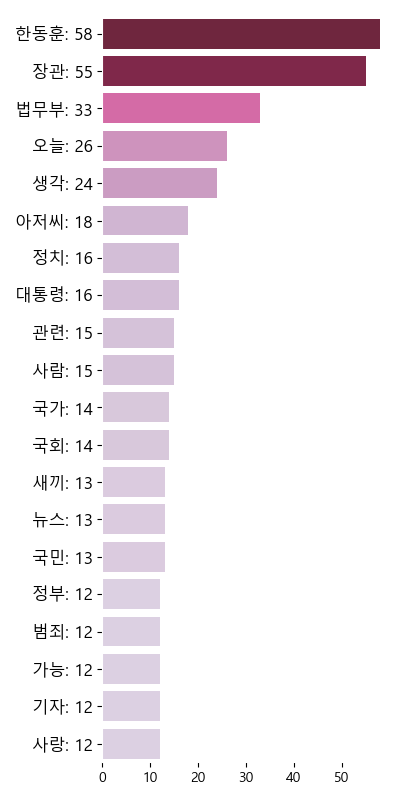 한동훈: 58
장관: 55
법무부: 33
오늘: 26
생각: 24
아저씨: 18
정치: 16
대통령: 16
관련: 15
사람: 15
국가: 14
국회: 14
새끼: 13
뉴스: 13
국민: 13
정부: 12
범죄: 12
가능: 12
기자: 12
사랑: 12
0 10 20 30 40 50